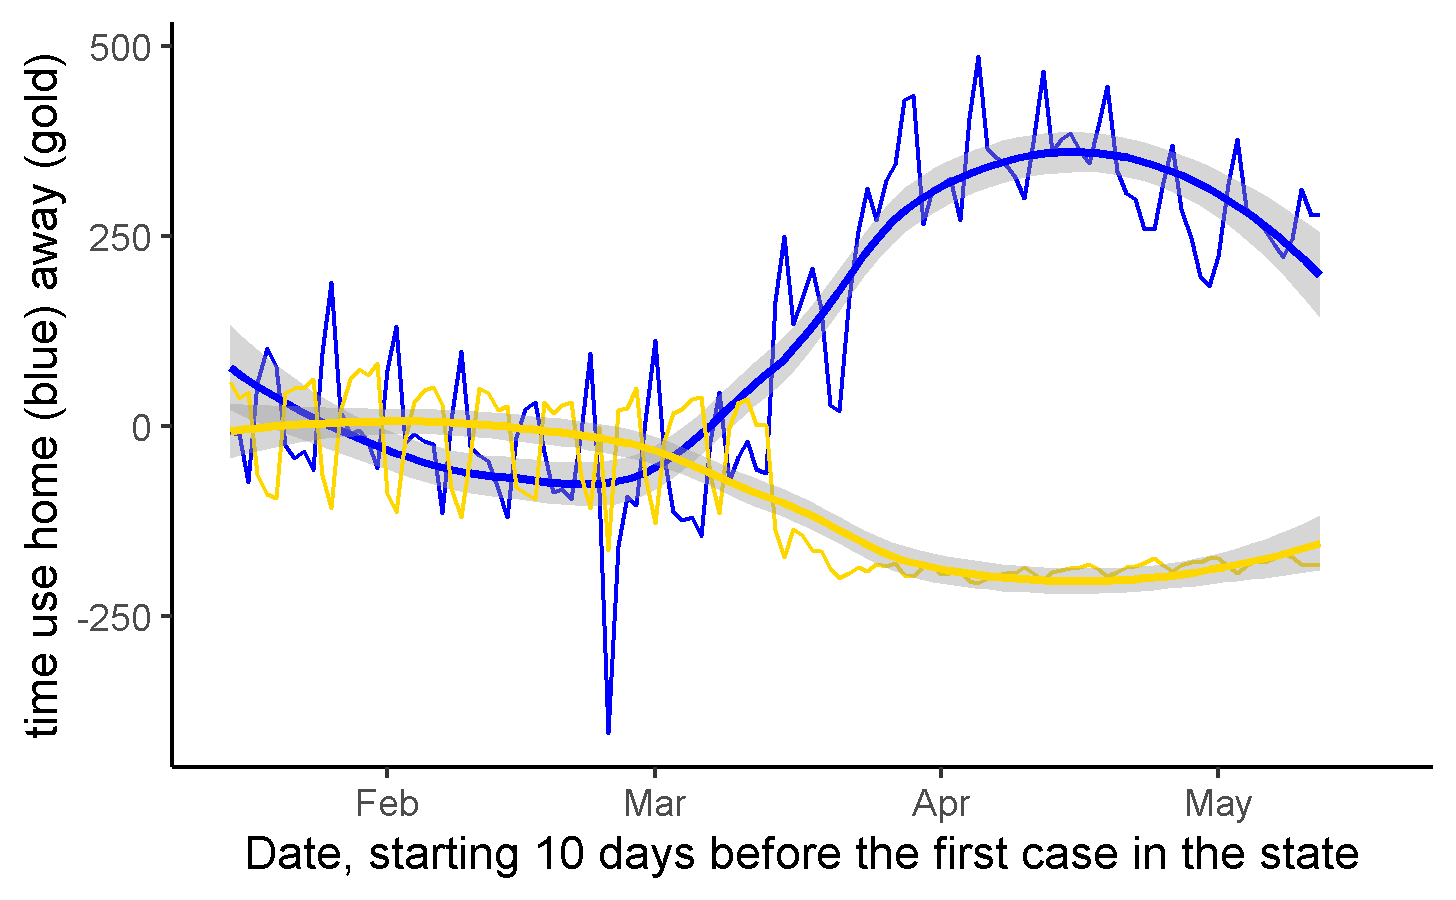 time use home (blue) away (gold)
500
250
0
-250
Feb
Mar
Apr
May
Date, starting 10 days before the first case in the state